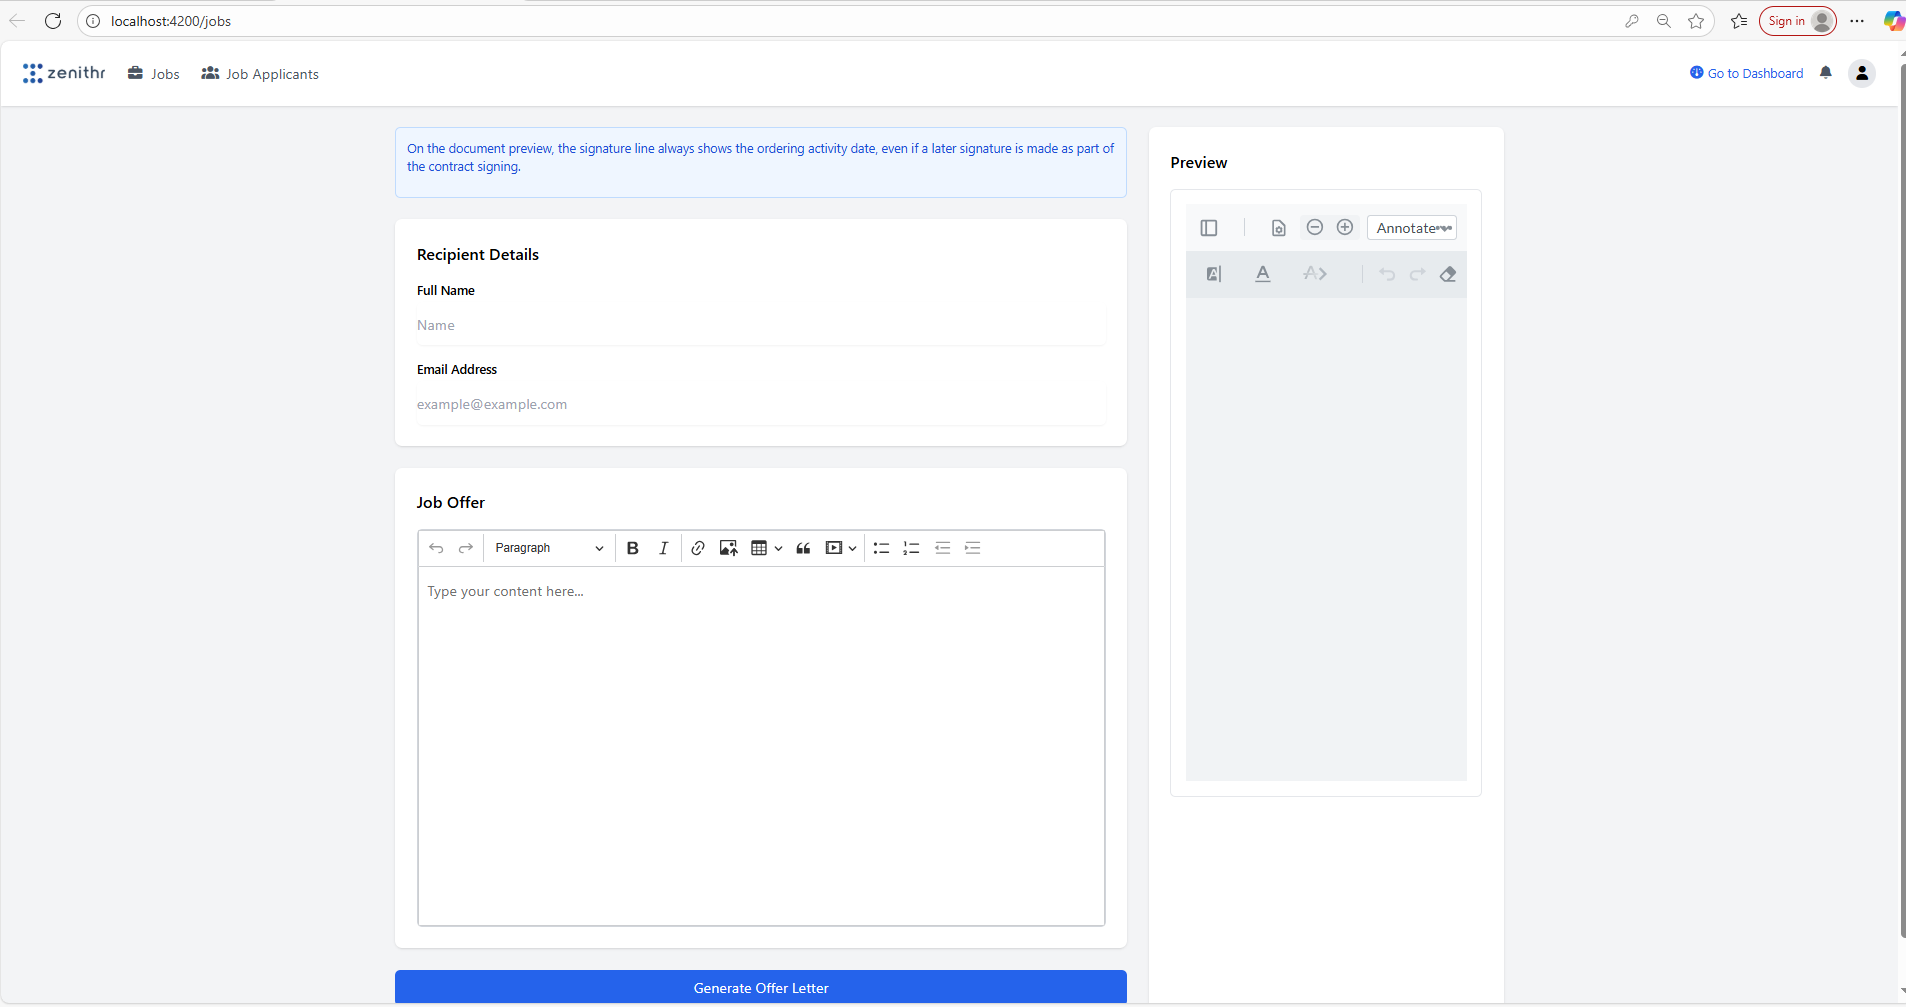 localhost:4200/jobs
Sign in
zenithr
Jobs
Job Applicants
Go to Dashboard
On the document preview, the signature line always shows the ordering activity date, even if a later signature is made as part of
the contract signing.
Recipient Details
Full Name
Name
Email Address
example@example.com
Job Offer
Paragraph
Type your content here...
Generate Offer Letter
Preview
Annotate